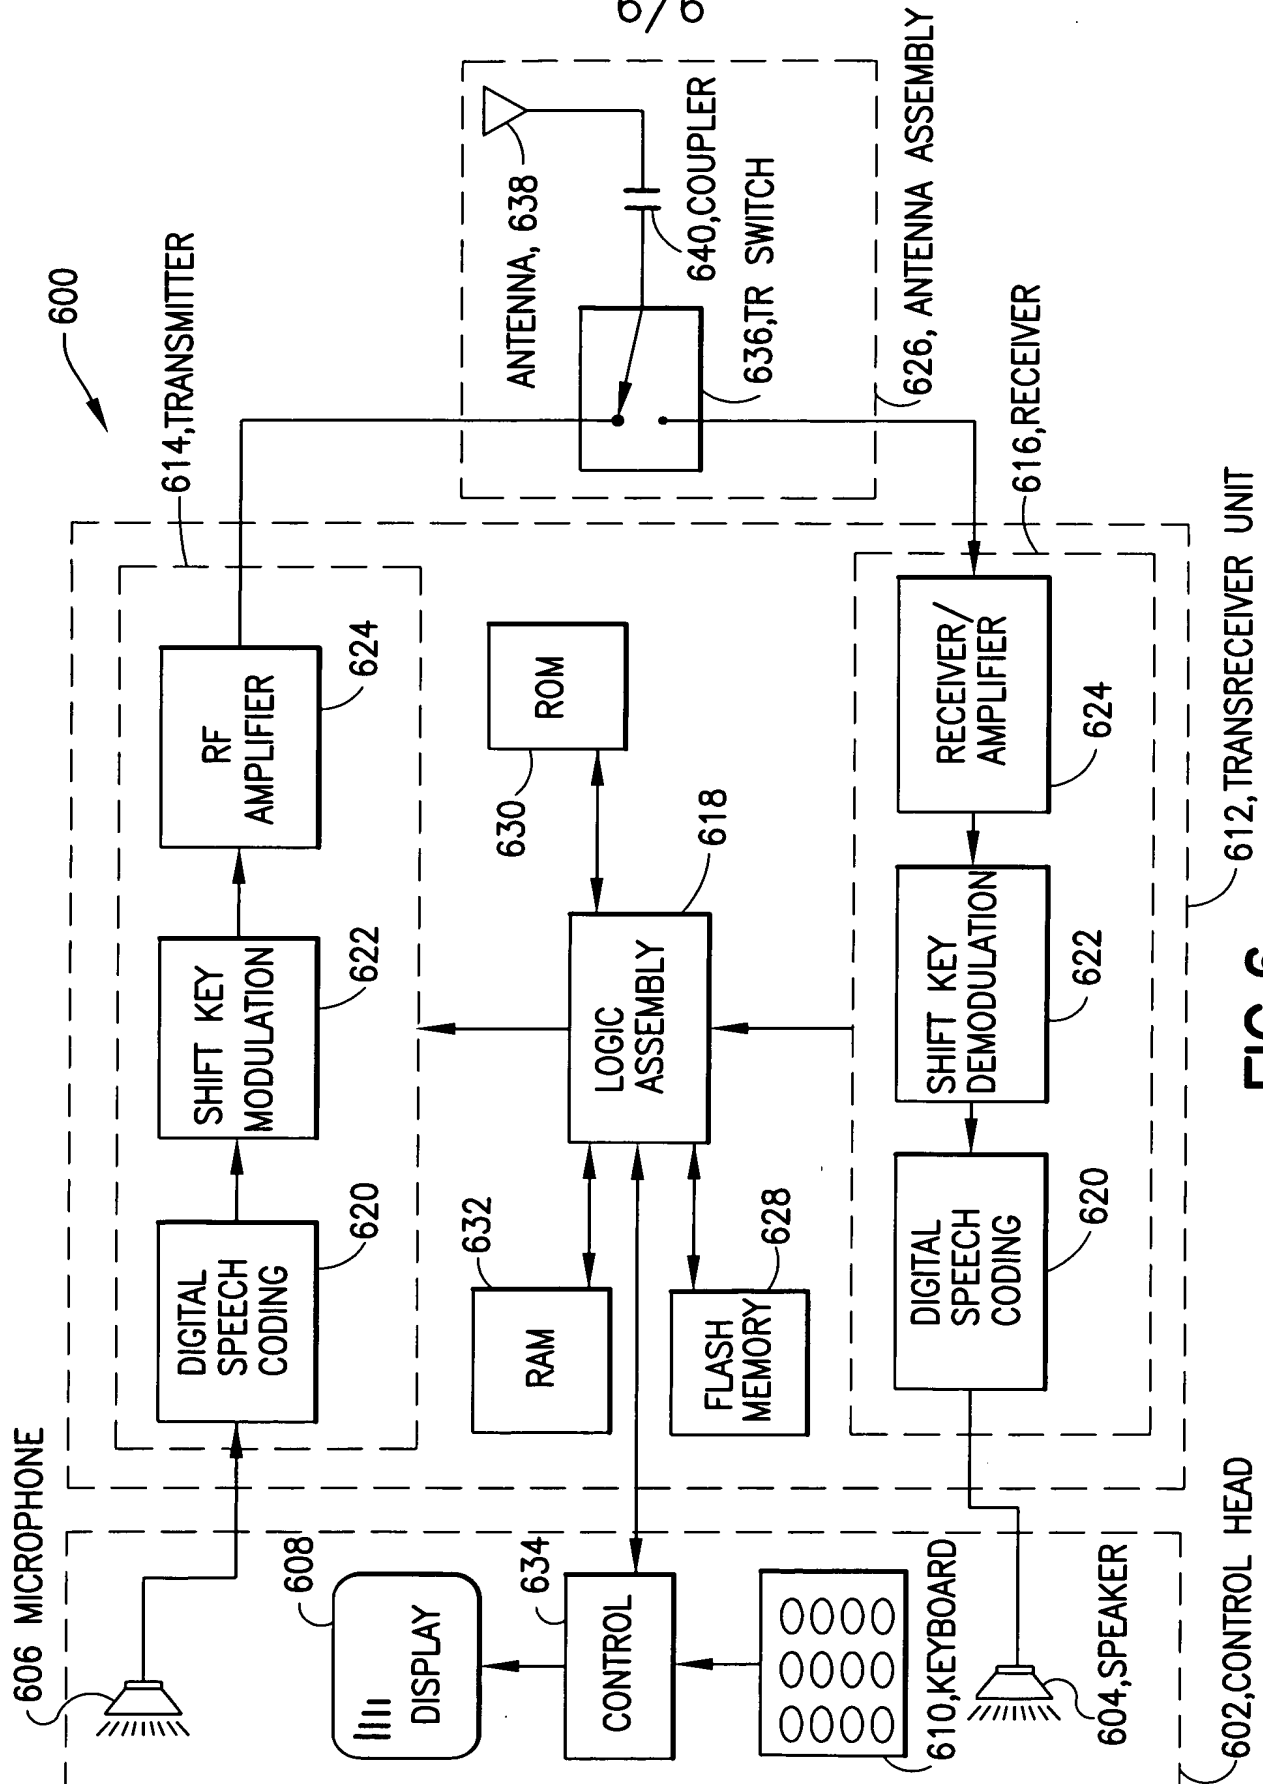 6/6
600
606 MICROPHONE
614,TRANSMITTER
DIGITAL
SPEECH
CODING
620
SHIFT KEY
MODULATION
622
RF
AMPLIFIER
624
ANTENNA, 638
640,COUPLER
636,TR SWITCH
626, ANTENNA ASSEMBLY
608
DISPLAY
634
CONTROL
610,KEYBOARD
604,SPEAKER
602,CONTROL HEAD
632
RAM
FLASH
MEMORY
628
LOGIC
ASSEMBLY
618
630
ROM
616,RECEIVER
DIGITAL
SPEECH
CODING
620
SHIFT KEY
DEMODULATION
622
RECEIVER/
AMPLIFIER
624
612,TRANSRECEIVER UNIT
FIG.6